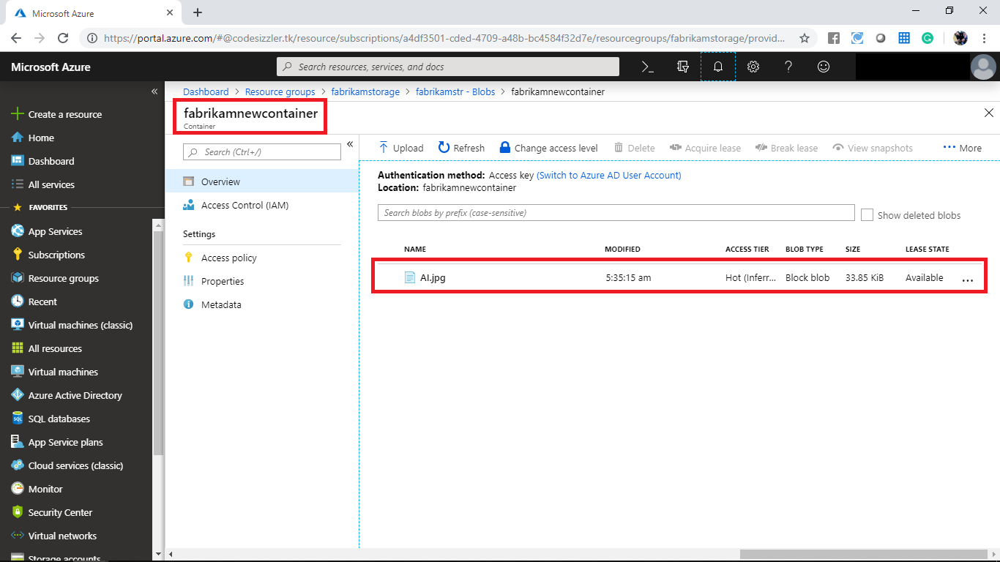 Microsoft Azure
https://portal.azure.com/#@codesizzler.tk/resource/subscriptions/a4df3501-cded-4709-a48b-bc4584f32d7e/resourcegroups/fabrikamstorage/provid...
Microsoft Azure
Search resources, services, and docs
Create a resource
Home
Dashboard
All services
FAVORITES
App Services
Subscriptions
Resource groups
Recent
Virtual machines (classic)
All resources
Virtual machines
Azure Active Directory
SQL databases
App Service plans
Cloud services (classic)
Monitor
Security Center
Virtual networks
Storage accounts
Dashboard > Resource groups > fabrikamstorage > fabrikamstr - Blobs > fabrikamnewcontainer
fabrikamnewcontainer
Container
Search (Ctrl+/)
Overview
Access Control (IAM)
Settings
Access policy
Properties
Metadata
Upload Refresh Change access level Delete Acquire lease Break lease View snapshots ··· More
Authentication method: Access key (Switch to Azure AD User Account)
Location: fabrikamnewcontainer
Search blobs by prefix (case-sensitive)
Show deleted blobs
NAME MODIFIED ACCESS TIER BLOB TYPE SIZE LEASE STATE
AI.jpg 5:35:15 am Hot (Inferr... Block blob 33.85 KiB Available ...